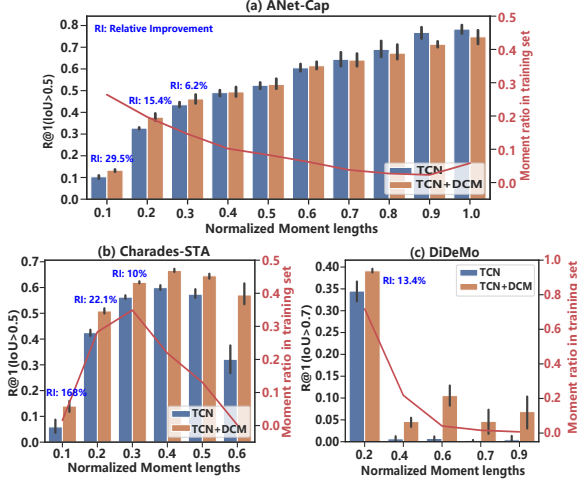 (a) ANet-Cap
RI: Relative Improvement
RI: 29.5%
RI: 15.4%
RI: 6.2%
R@1(IoU>0.5)
0.8
0.7
0.6
0.5
0.4
0.3
0.2
0.1
0.0
0.1 0.2 0.3 0.4 0.5 0.6 0.7 0.8 0.9 1.0
Normalized Moment lengths
0.5
0.4
0.3
0.2
0.1
0.0
Moment ratio in training set
TCN
TCN+DCM
(b) Charades-STA
RI: 168%
RI: 22.1%
RI: 10%
R@1(IoU>0.5)
0.7
0.6
0.5
0.4
0.3
0.2
0.1
0.0
0.1 0.2 0.3 0.4 0.5 0.6
Normalized Moment lengths
0.5
0.4
0.3
0.2
0.1
0.0
Moment ratio in training set
TCN
TCN+DCM
(c) DiDeMo
RI: 13.4%
R@1(IoU>0.7)
0.40
0.35
0.30
0.25
0.20
0.15
0.10
0.05
0.00
0.2 0.4 0.6 0.7 0.9
Normalized Moment lengths
1.0
0.8
0.6
0.4
0.2
0.0
Moment ratio in training set
TCN
TCN+DCM